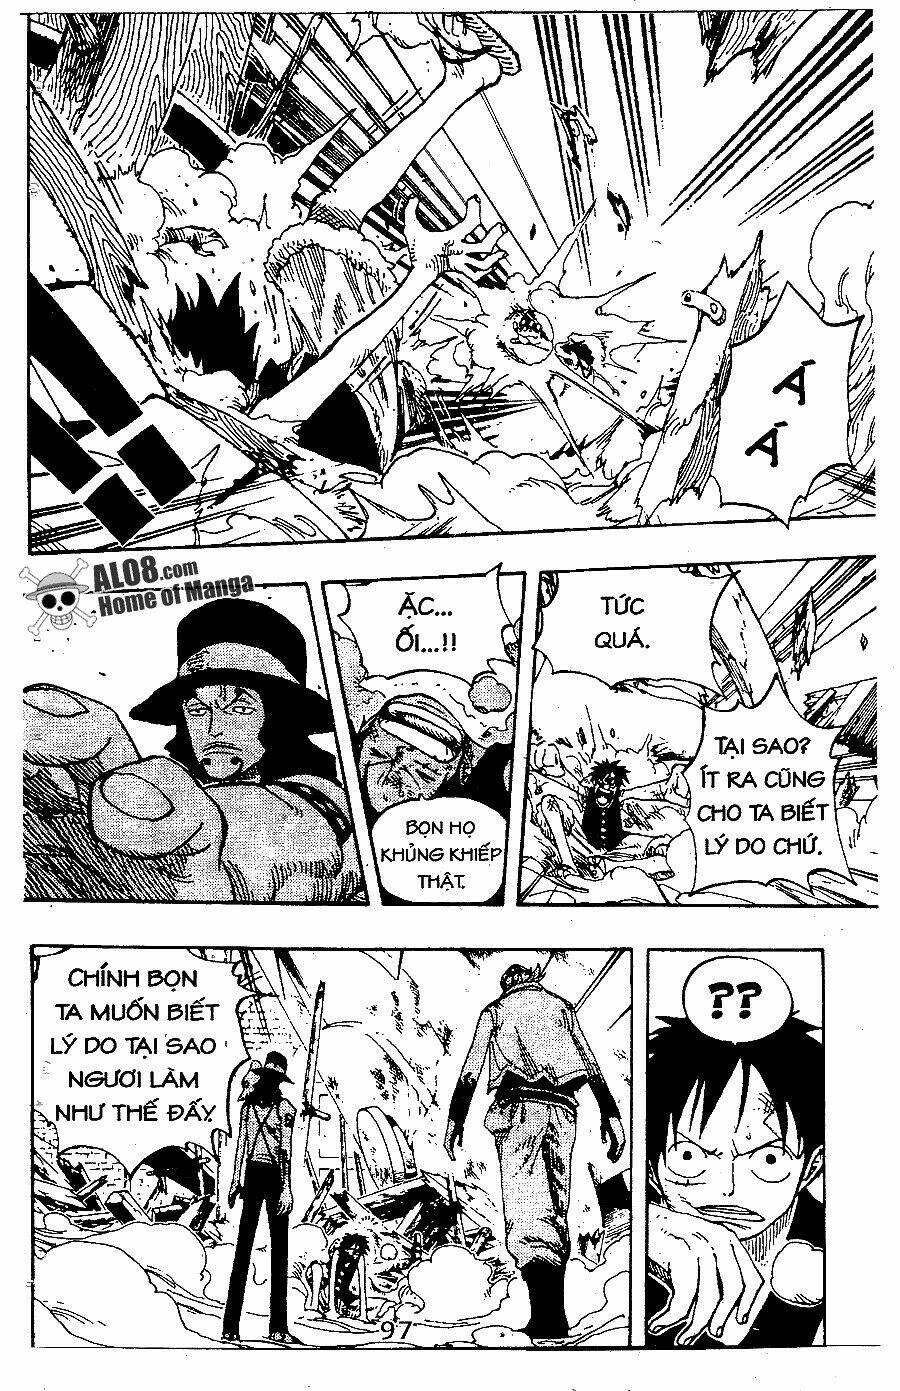 Á
Á
AL08.com
Home of Manga
ẶC...
ỐI...!!
BỌN HỌ
KHỦNG KHIẾP
THẬT.
TỨC
QUÁ.
TẠI SAO?
ÍT RA CŨNG
CHO TA BIẾT
LÝ DO CHỨ.
CHÍNH BỌN
TA MUỐN BIẾT
LÝ DO TẠI SAO
NGƯƠI LÀM
NHƯ THẾ ĐẤY.
??
97